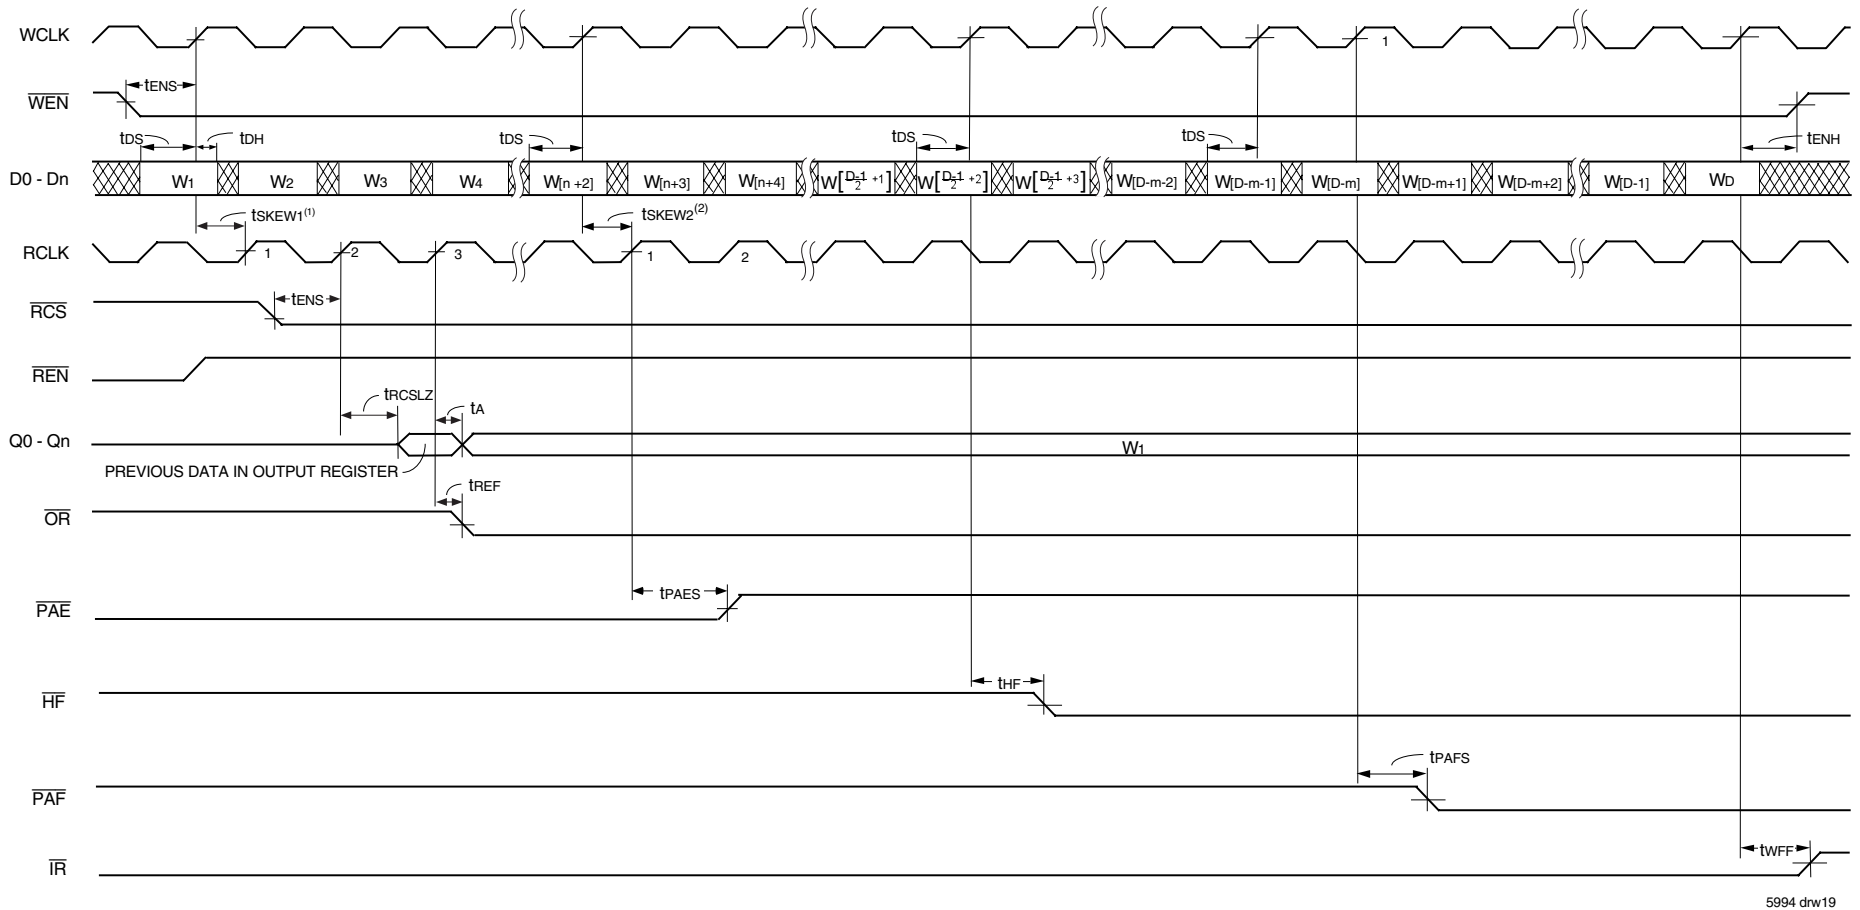 WCLK
1
tENS
WEN
tDS
tDH
tDS
tDS
tDS
tENH
D0 - Dn
W1
W2
W3
W4
W[n +2]
W[n+3]
W[n+4]
W[D-1/2 +1]
W[D-1/2 +2]
W[D-1/2 +3]
W[D-m-2]
W[D-m-1]
W[D-m]
W[D-m+1]
W[D-m+2]
W[D-1]
WD
tSKEW1(1)
tSKEW2(2)
RCLK
1
2
3
1
2
tENS
RCS
REN
tRCSLZ
tA
Q0 - Qn
W1
PREVIOUS DATA IN OUTPUT REGISTER
tREF
OR
tPAES
PAE
tHF
HF
tPAFS
PAF
tWFF
IR
5994 drw19